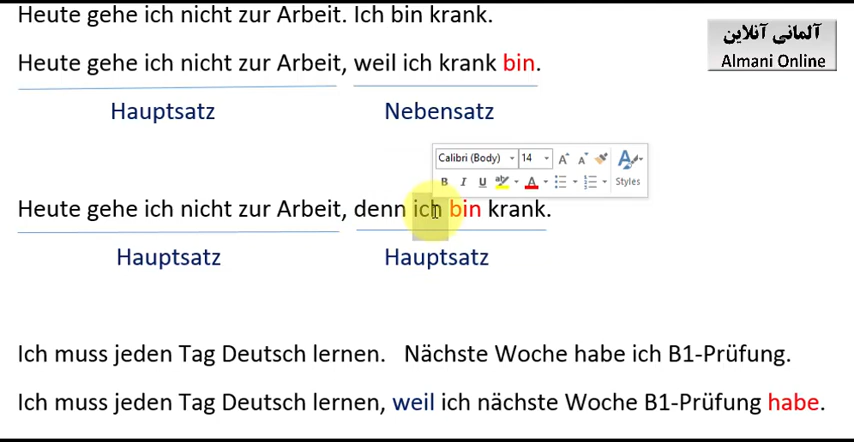 Heute gehe ich nicht zur Arbeit. Ich bin krank.
آلمانی آنلاین
Almani Online
Heute gehe ich nicht zur Arbeit, weil ich krank bin.
Hauptsatz Nebensatz
Calibri (Body) 14 A A A
B I U aby A Styles
Heute gehe ich nicht zur Arbeit, denn ich bin krank.
Hauptsatz Hauptsatz
Ich muss jeden Tag Deutsch lernen. Nächste Woche habe ich B1-Prüfung.
Ich muss jeden Tag Deutsch lernen, weil ich nächste Woche B1-Prüfung habe.